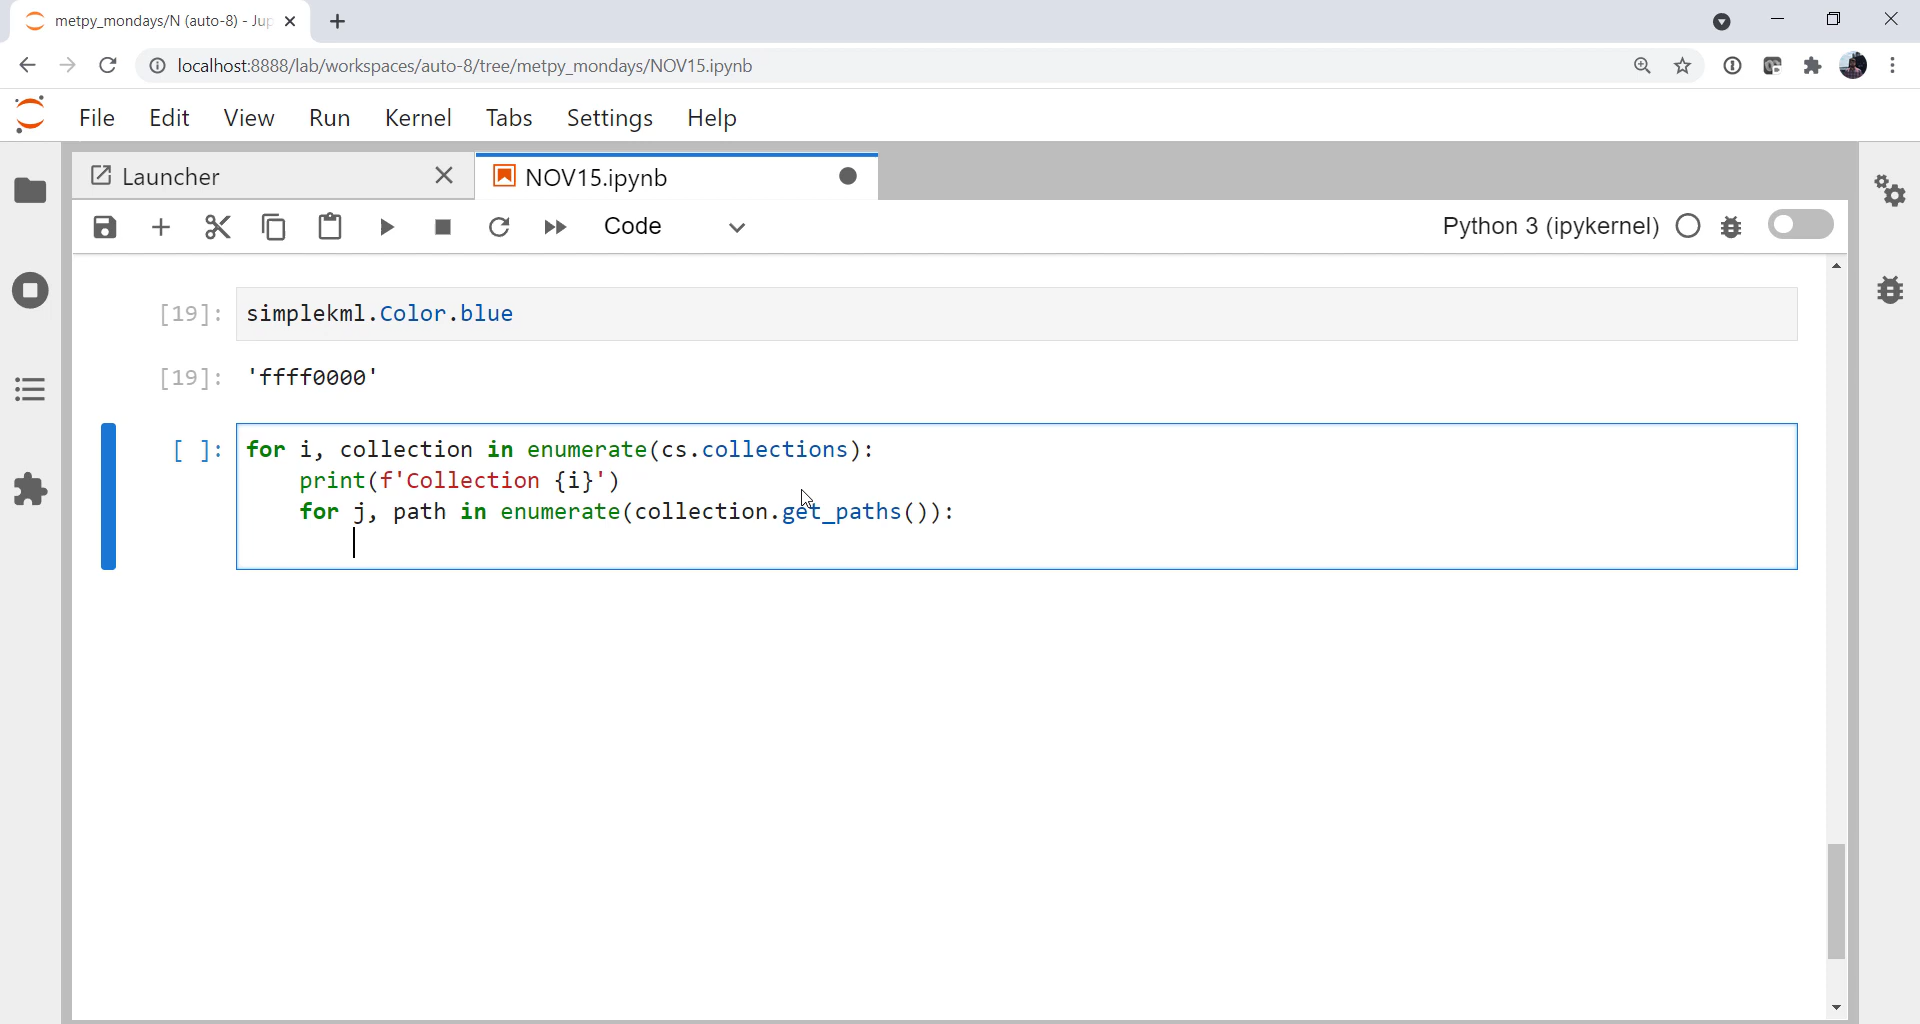 metpy_mondays/N (auto-8) - Jup
localhost:8888/lab/workspaces/auto-8/tree/metpy_mondays/NOV15.ipynb
File Edit View Run Kernel Tabs Settings Help
Launcher NOV15.ipynb
Code Python 3 (ipykernel)
[19]: simplekml.Color.blue
[19]: 'ffff0000'
[ ]: for i, collection in enumerate(cs.collections):
print(f'Collection {i}')
for j, path in enumerate(collection.get_paths()):